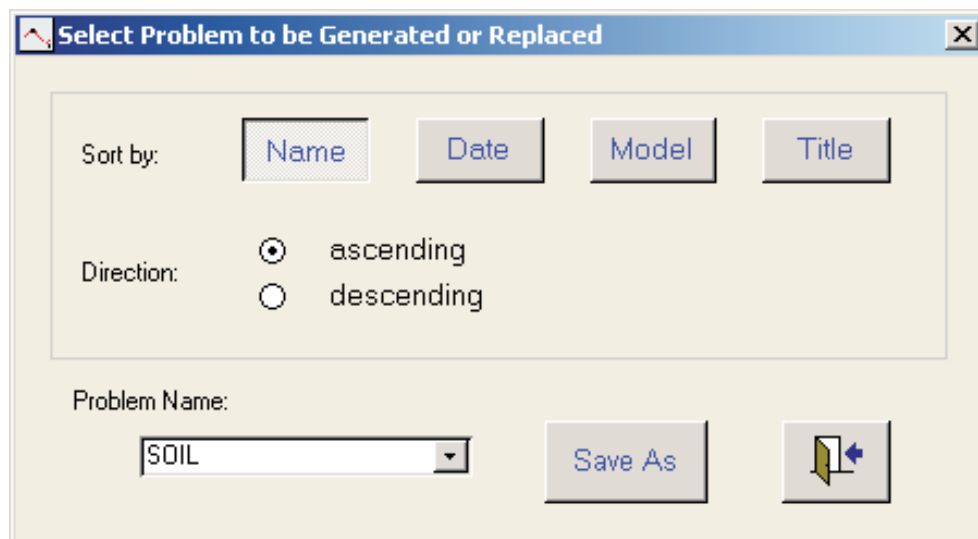 Select Problem to be Generated or Replaced
Sort by: Name Date Model Title
Direction: ascending
descending
Problem Name:
SOIL
Save As